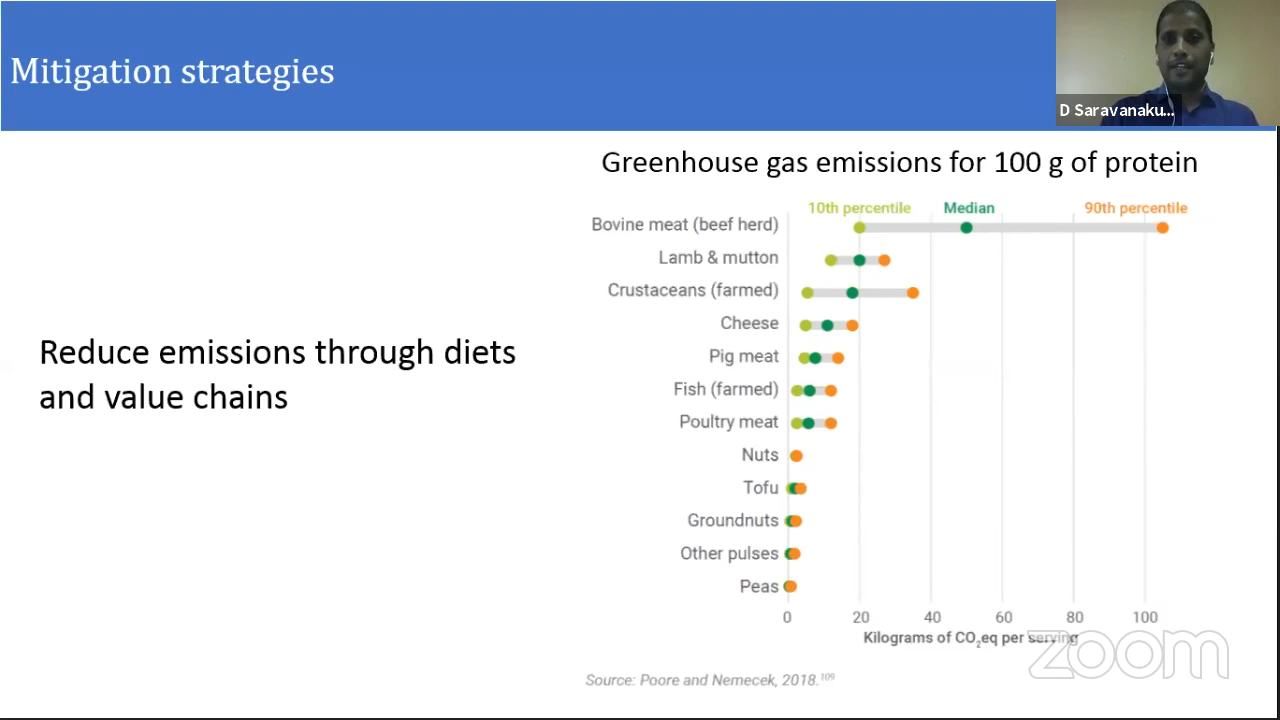 Mitigation strategies
D Saravanaku...
Greenhouse gas emissions for 100 g of protein
10th percentile Median 90th percentile
Bovine meat (beef herd)
Lamb & mutton
Crustaceans (farmed)
Cheese
Reduce emissions through diets
and value chains
Pig meat
Fish (farmed)
Poultry meat
Nuts
Tofu
Groundnuts
Other pulses
Peas
0 20 40 60 80 100
Kilograms of CO₂eq per serving
zoom
Source: Poore and Nemecek, 2018.¹⁰⁹